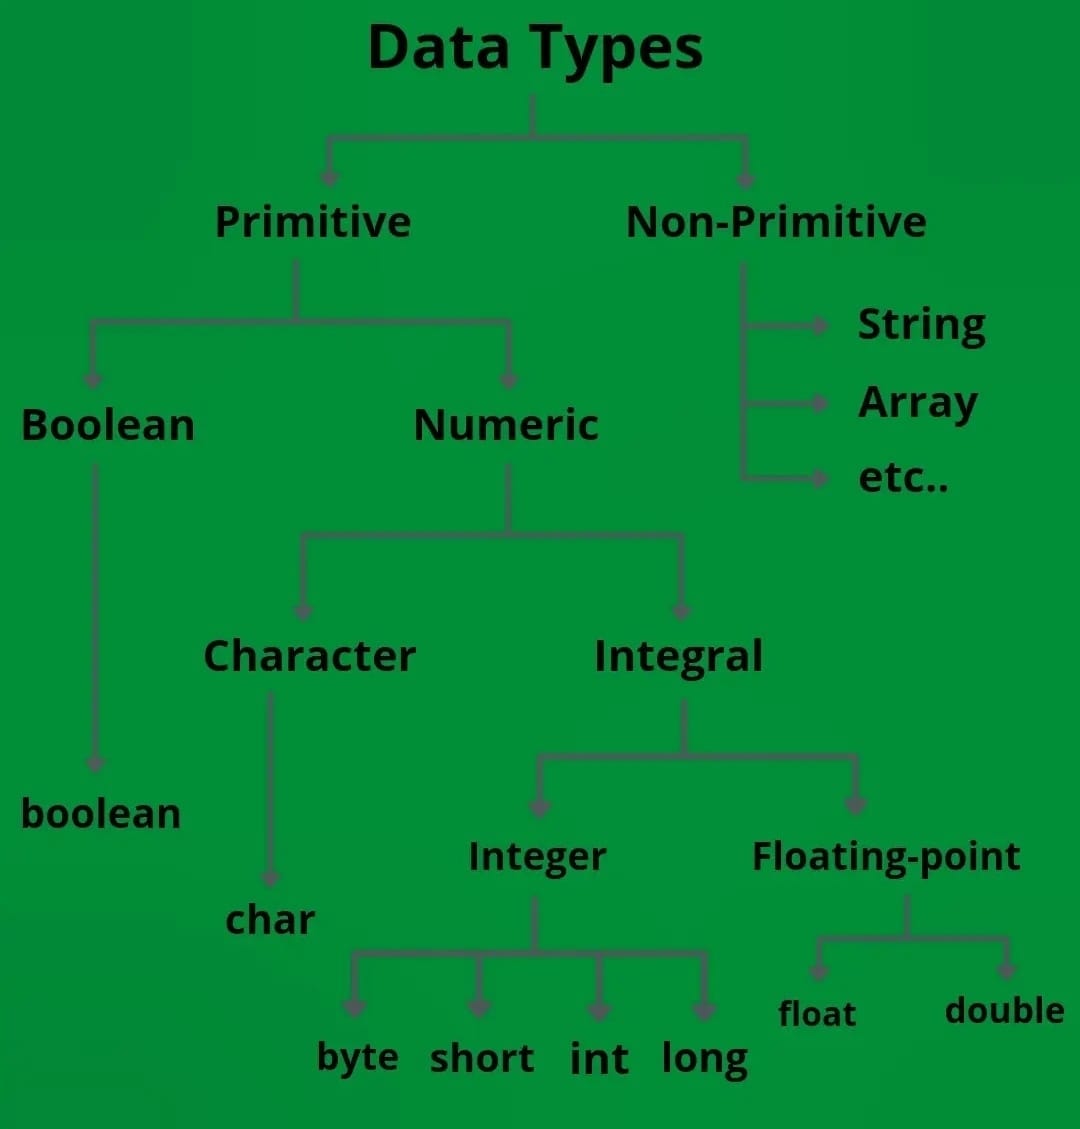 Data Types
Primitive
Non-Primitive
String
Array
etc..
Boolean
Numeric
Character
Integral
boolean
Integer
Floating-point
char
float
double
byte
short
int
long